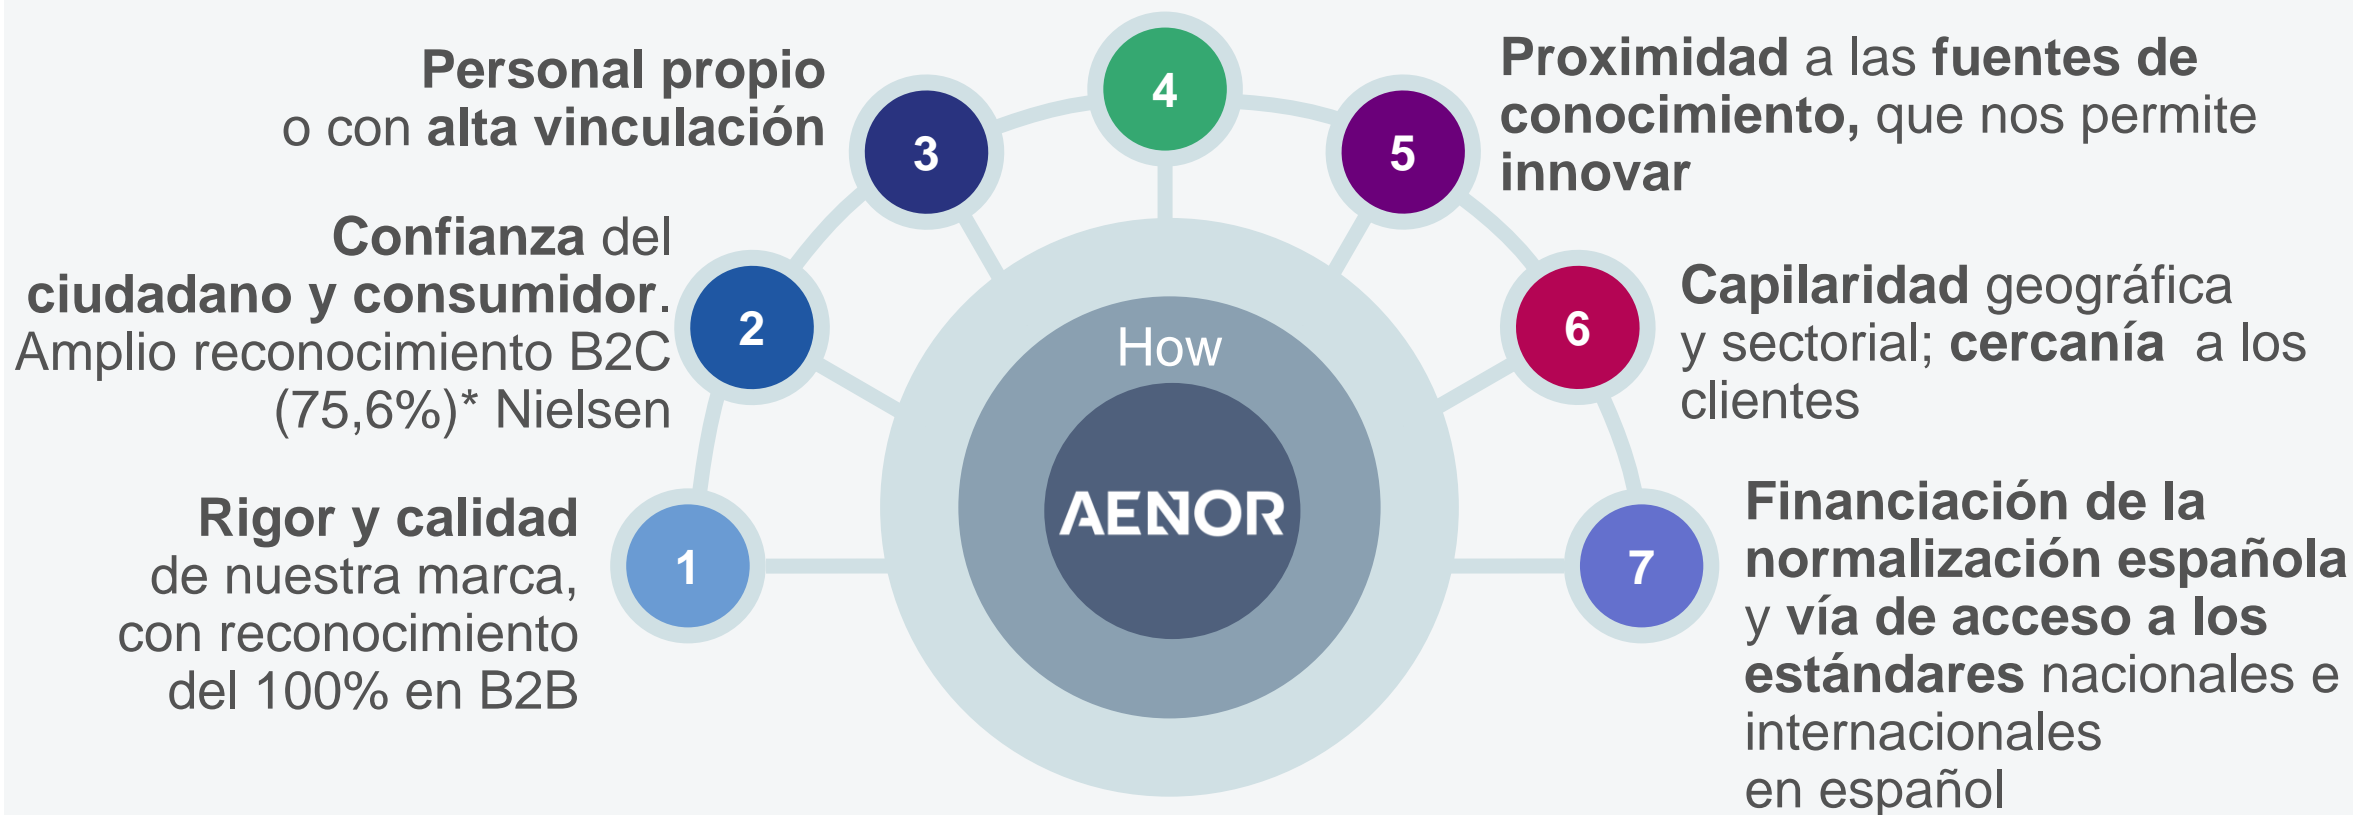 4
Personal propio
o con alta vinculación
3
5
Proximidad a las fuentes de
conocimiento, que nos permite
innovar
Confianza del
ciudadano y consumidor.
Amplio reconocimiento B2C
(75,6%)* Nielsen
2
How
AENOR
6
Capilaridad geográfica
y sectorial; cercanía  a los
clientes
Rigor y calidad
de nuestra marca,
con reconocimiento
del 100% en B2B
1
7
Financiación de la
normalización española
y vía de acceso a los
estándares nacionales e
internacionales
en español